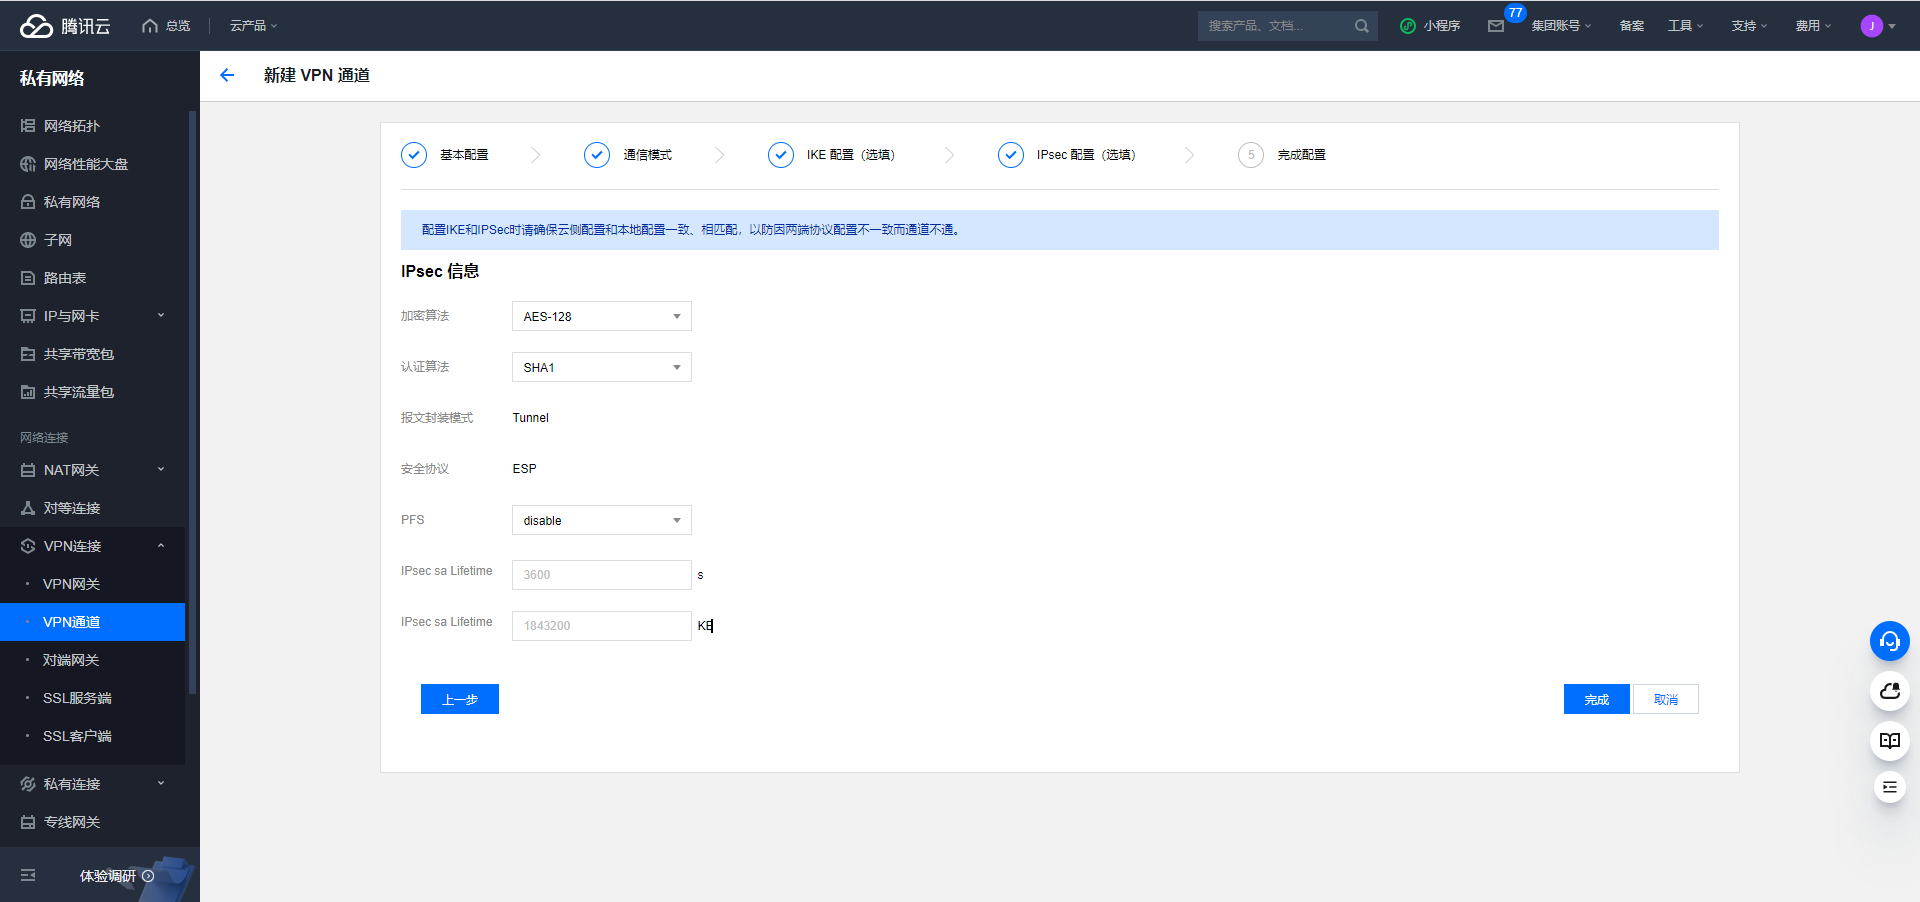 腾讯云
总览
云产品
搜索产品、文档...
小程序
77
集团账号
备案
工具
支持
费用
J
私有网络
新建 VPN 通道
网络拓扑
网络性能大盘
私有网络
子网
路由表
IP与网卡
共享带宽包
共享流量包
网络连接
NAT网关
对等连接
VPN连接
VPN网关
VPN通道
对端网关
SSL服务端
SSL客户端
私有连接
专线网关
体验调研
基本配置
通信模式
IKE 配置（选填）
IPsec 配置（选填）
5 完成配置
配置IKE和IPSec时请确保云侧配置和本地配置一致、相匹配，以防因两端协议配置不一致而通道不通。
IPsec 信息
加密算法 AES-128
认证算法 SHA1
报文封装模式 Tunnel
安全协议 ESP
PFS disable
IPsec sa Lifetime 3600 s
IPsec sa Lifetime 1843200 KB
上一步
完成
取消